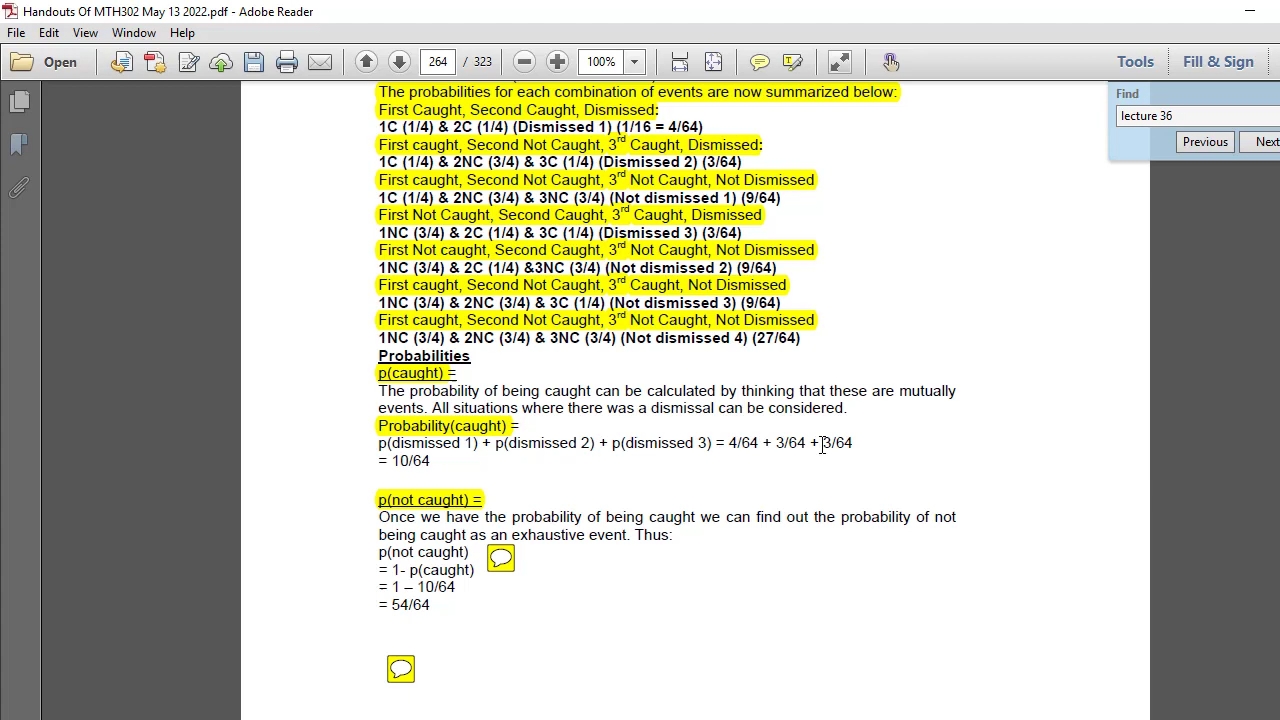 Handouts Of MTH302 May 13 2022.pdf - Adobe Reader
File Edit View Window Help
Open 264 / 323 100% Tools Fill & Sign
Find
lecture 36
Previous Next
The probabilities for each combination of events are now summarized below:
First Caught, Second Caught, Dismissed:
1C (1/4) & 2C (1/4) (Dismissed 1) (1/16 = 4/64)
First caught, Second Not Caught, 3rd Caught, Dismissed:
1C (1/4) & 2NC (3/4) & 3C (1/4) (Dismissed 2) (3/64)
First caught, Second Not Caught, 3rd Not Caught, Not Dismissed
1C (1/4) & 2NC (3/4) & 3NC (3/4) (Not dismissed 1) (9/64)
First Not Caught, Second Caught, 3rd Caught, Dismissed
1NC (3/4) & 2C (1/4) & 3C (1/4) (Dismissed 3) (3/64)
First Not caught, Second Caught, 3rd Not Caught, Not Dismissed
1NC (3/4) & 2C (1/4) &3NC (3/4) (Not dismissed 2) (9/64)
First caught, Second Not Caught, 3rd Caught, Not Dismissed
1NC (3/4) & 2NC (3/4) & 3C (1/4) (Not dismissed 3) (9/64)
First caught, Second Not Caught, 3rd Not Caught, Not Dismissed
1NC (3/4) & 2NC (3/4) & 3NC (3/4) (Not dismissed 4) (27/64)
Probabilities
p(caught) =
The probability of being caught can be calculated by thinking that these are mutually
events. All situations where there was a dismissal can be considered.
Probability(caught) =
p(dismissed 1) + p(dismissed 2) + p(dismissed 3) = 4/64 + 3/64 + 3/64
= 10/64
p(not caught) =
Once we have the probability of being caught we can find out the probability of not
being caught as an exhaustive event. Thus:
p(not caught)
= 1- p(caught)
= 1 – 10/64
= 54/64